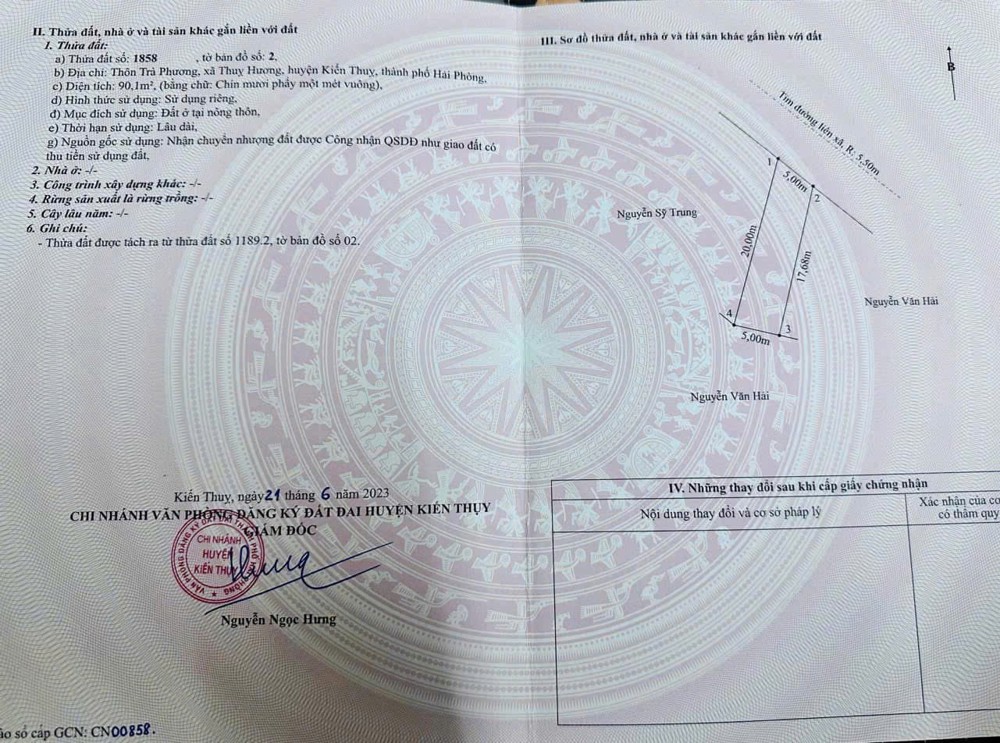 II. Thửa đất, nhà ở và tài sản khác gắn liền với đất
1. Thửa đất:
a) Thửa đất số: 1858 , tờ bản đồ số: 2,
b) Địa chỉ: Thôn Trà Phương, xã Thụy Hương, huyện Kiến Thụy, thành phố Hải Phòng,
c) Diện tích: 90,1m², (bằng chữ: Chín mươi phẩy một mét vuông),
d) Hình thức sử dụng: Sử dụng riêng,
đ) Mục đích sử dụng: Đất ở tại nông thôn,
e) Thời hạn sử dụng: Lâu dài,
g) Nguồn gốc sử dụng: Nhận chuyển nhượng đất được Công nhận QSDĐ như giao đất có
thu tiền sử dụng đất,
2. Nhà ở: -/-
3. Công trình xây dựng khác: -/-
4. Rừng sản xuất là rừng trồng: -/-
5. Cây lâu năm: -/-
6. Ghi chú:
- Thửa đất được tách ra từ thửa đất số 1189.2, tờ bản đồ số 02.
Kiến Thụy, ngày 21 tháng 6 năm 2023
CHI NHÁNH VĂN PHÒNG ĐĂNG KÝ ĐẤT ĐAI HUYỆN KIẾN THỤY
GIÁM ĐỐC
CHI NHÁNH
HUYỆN
KIẾN THỤY
Nguyễn Ngọc Hưng
vào sổ cấp GCN: CN00858.
III. Sơ đồ thửa đất, nhà ở và tài sản khác gắn liền với đất
B
Tim đường liên xã, R: 5,50m
1
5,00m
2
Nguyễn Sỹ Trung
20,00m
17,68m
Nguyễn Văn Hải
4
3
5,00m
Nguyễn Văn Hải
IV. Những thay đổi sau khi cấp giấy chứng nhận
Nội dung thay đổi và cơ sở pháp lý
Xác nhận của cơ
có thẩm quy